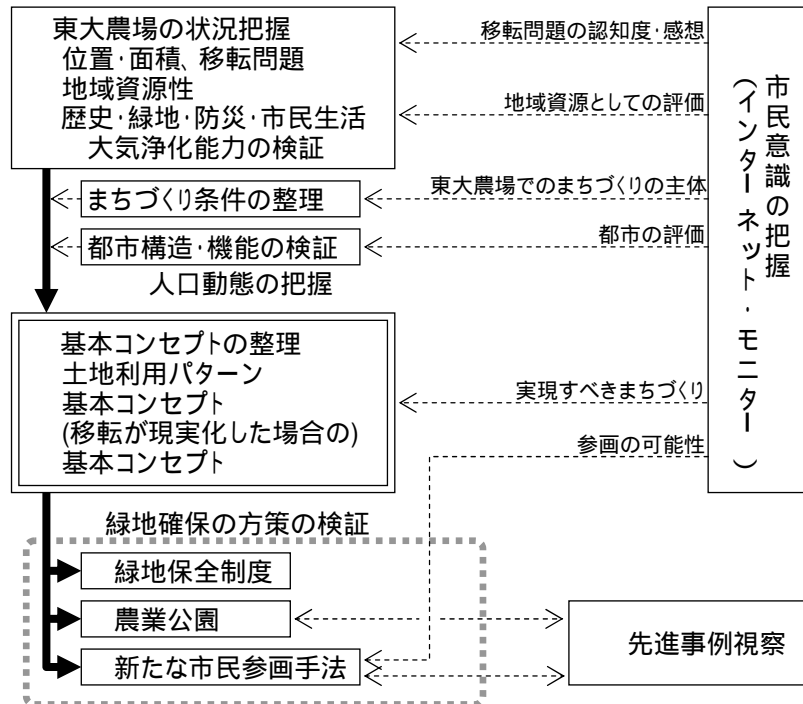 東大農場の状況把握
位置・面積、移転問題
地域資源性
歴史・緑地・防災・市民生活
大気浄化能力の検証
まちづくり条件の整理
都市構造・機能の検証
人口動態の把握
基本コンセプトの整理
土地利用パターン
基本コンセプト
(移転が現実化した場合の)
基本コンセプト
緑地確保の方策の検証
緑地保全制度
農業公園
新たな市民参画手法
移転問題の認知度・感想
地域資源としての評価
東大農場でのまちづくりの主体
都市の評価
実現すべきまちづくり
参画の可能性
市民意識の把握
(インターネット・モニター)
先進事例視察